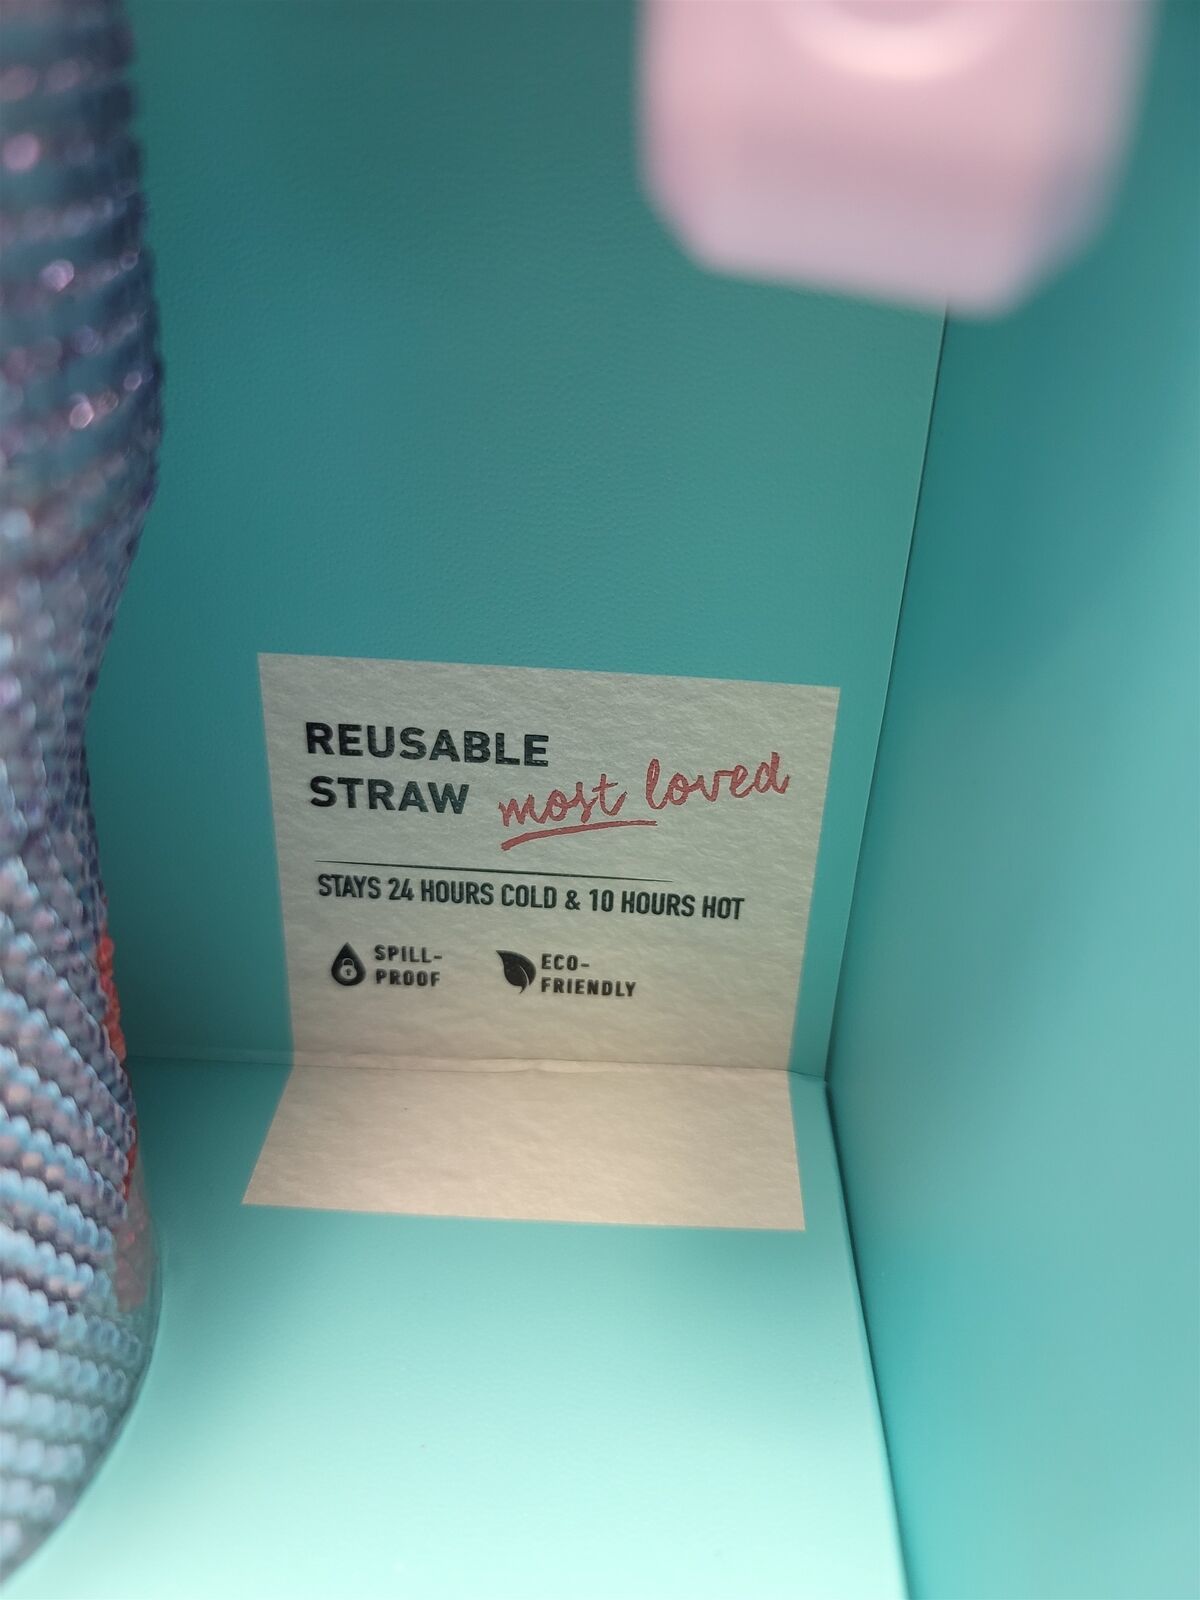 REUSABLE
STRAW most loved
STAYS 24 HOURS COLD & 10 HOURS HOT
SPILL-
PROOF
ECO-
FRIENDLY